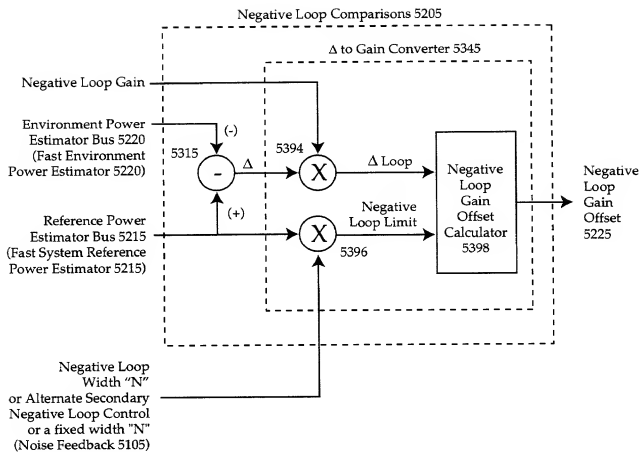 Negative Loop Comparisons 5205
Δ to Gain Converter 5345
Negative Loop Gain
Environment Power
Estimator Bus 5220
(Fast Environment
Power Estimator 5220)
(-)
5315
-
Δ
5394
X
Δ Loop
Negative
Loop
Gain
Offset
Calculator
5398
Negative
Loop
Gain
Offset
5225
Reference Power
Estimator Bus 5215
(Fast System Reference
Power Estimator 5215)
(+)
X
5396
Negative
Loop Limit
Negative Loop
Width "N"
or Alternate Secondary
Negative Loop Control
or a fixed width "N"
(Noise Feedback 5105)